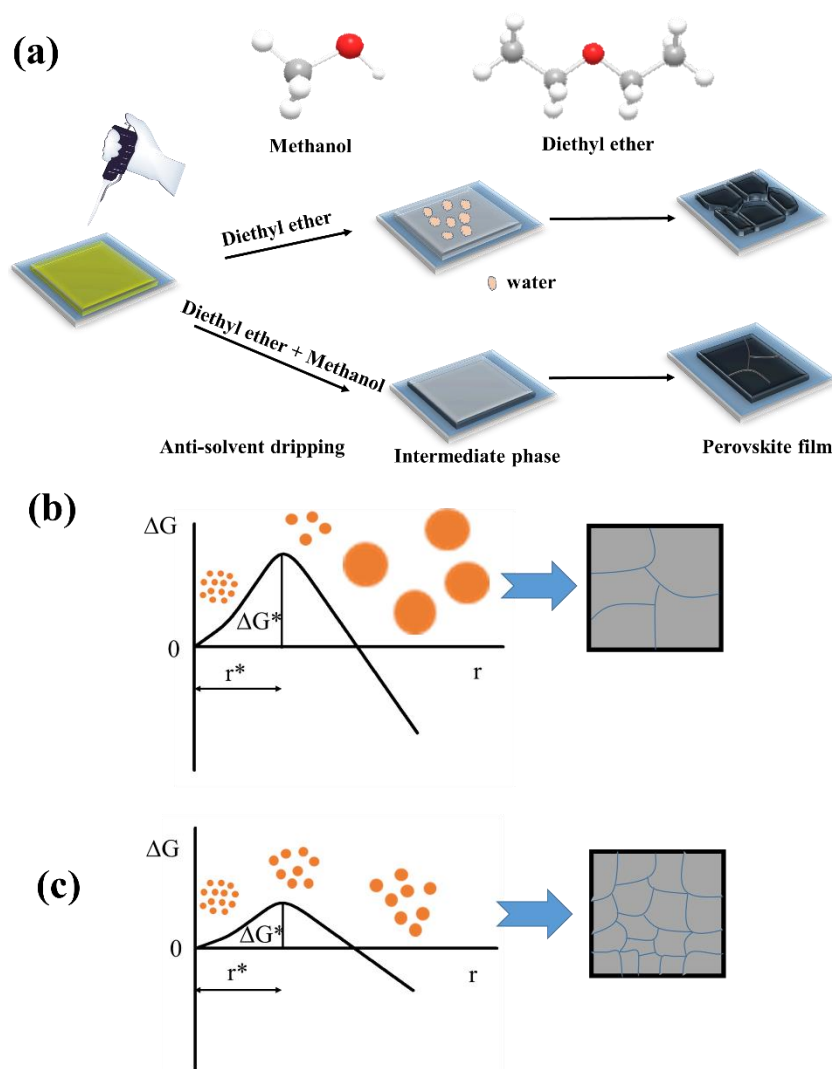 (a)
Methanol
Diethyl ether
Diethyl ether
water
Diethyl ether + Methanol
Anti-solvent dripping
Intermediate phase
Perovskite film
(b)
ΔG
ΔG*
0
r*
r
(c)
ΔG
ΔG*
0
r*
r